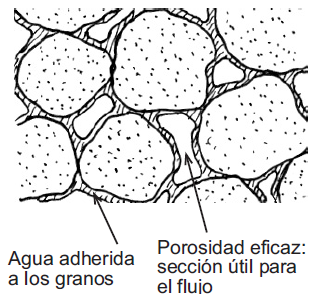 Agua adherida
a los granos
Porosidad eficaz:
sección útil para
el flujo